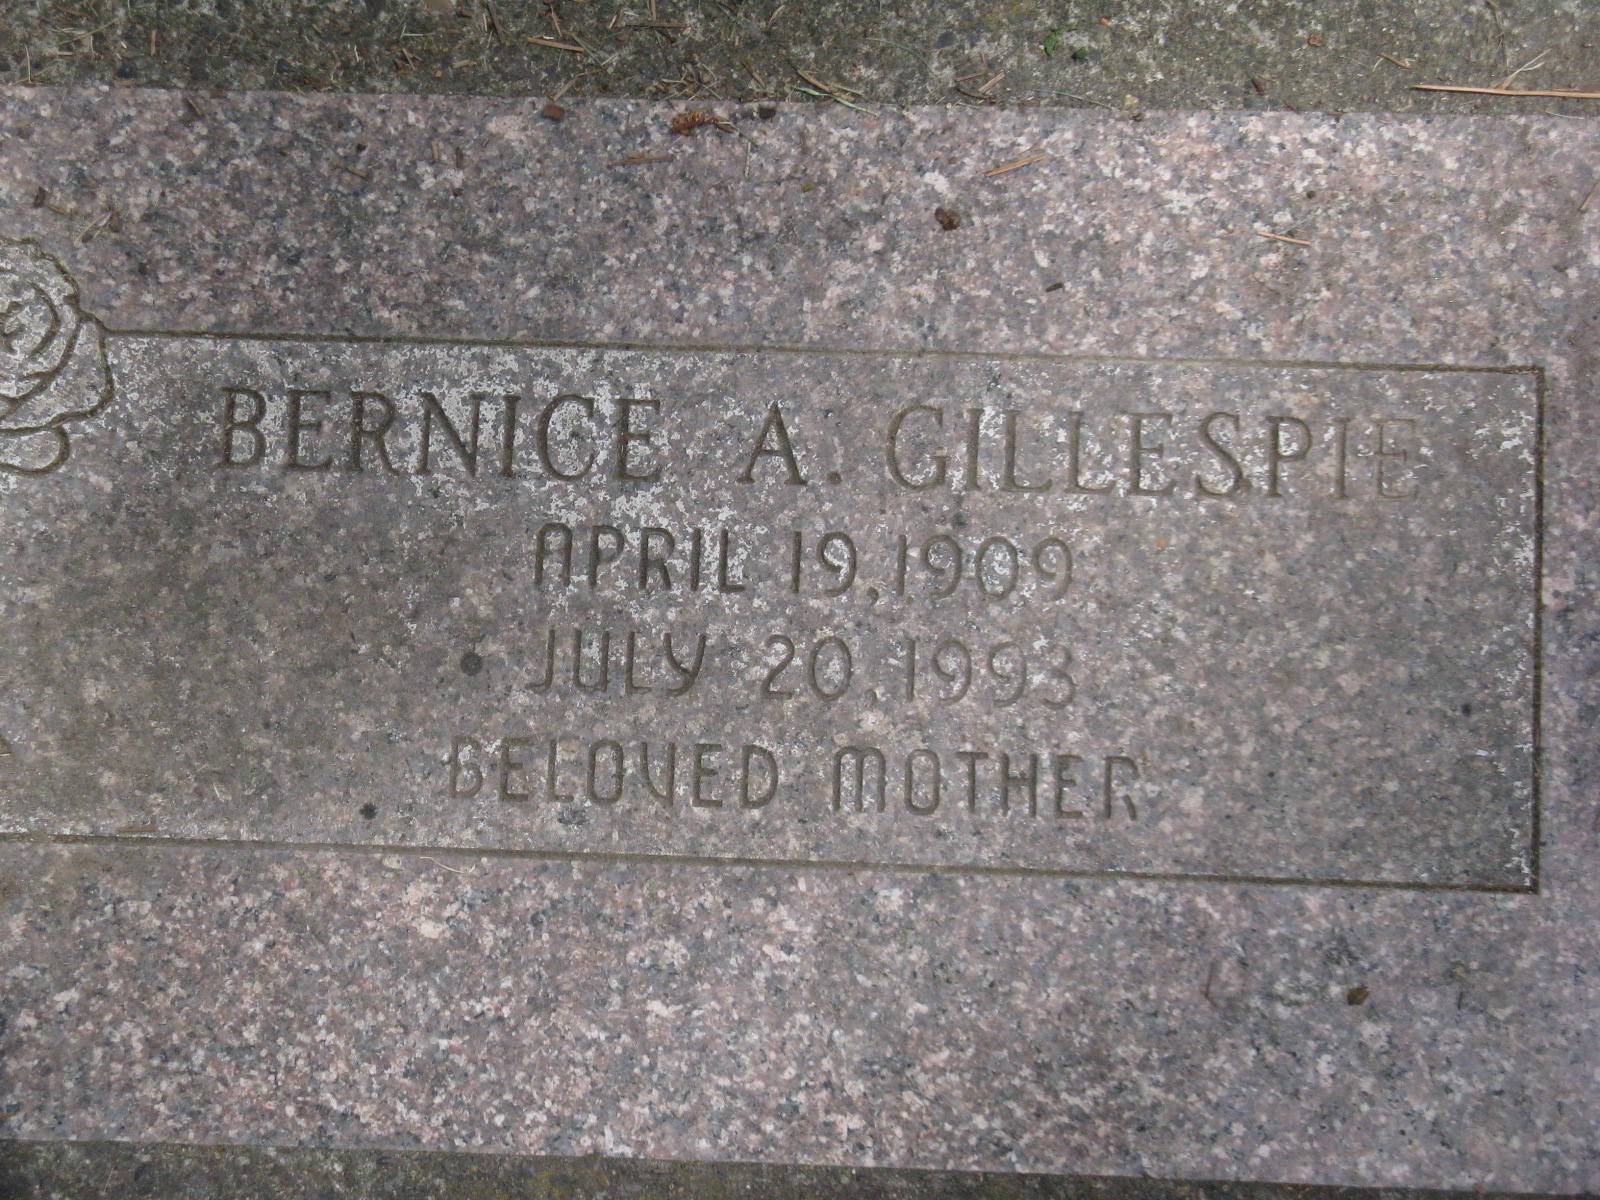 BERNICE A. GILLESPIE
APRIL 19, 1909
JULY 20, 1993
BELOVED MOTHER